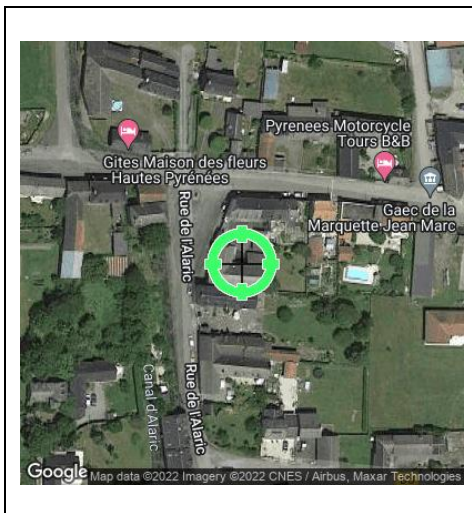 Pyrenees Motorcycle
Tours B&B
Gîtes Maison des fleurs
- Hautes Pyrénées
Gaec de la
Marquette Jean Marc
Rue de l'Alaric
Rue de l'Alaric
Canal d'Alaric
Google
Map data ©2022 Imagery ©2022 CNES / Airbus, Maxar Technologies